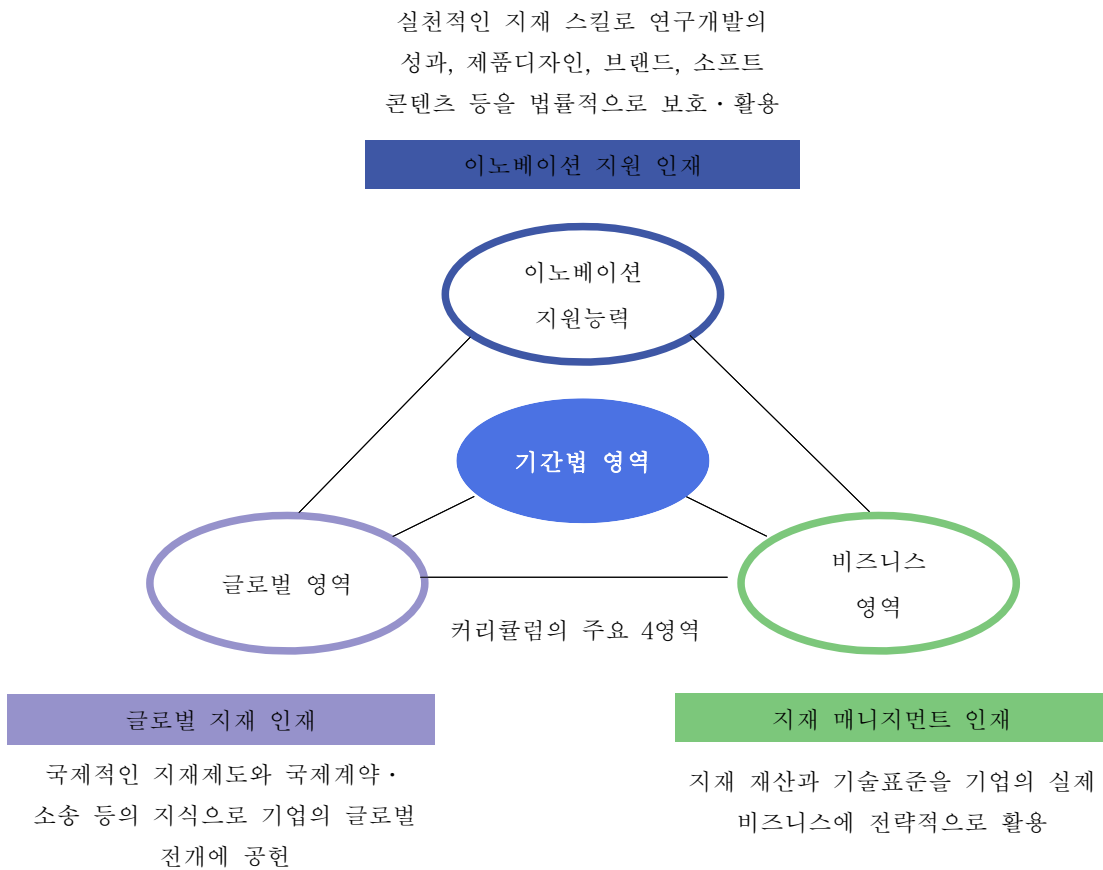 실천적인 지재 스킬로 연구개발의
성과, 제품디자인, 브랜드, 소프트
콘텐츠 등을 법률적으로 보호・활용
이노베이션 지원 인재
이노베이션
지원능력
기간법 영역
글로벌 영역
비즈니스
영역
커리큘럼의 주요 4영역
글로벌 지재 인재
국제적인 지재제도와 국제계약・
소송 등의 지식으로 기업의 글로벌
전개에 공헌
지재 매니지먼트 인재
지재 재산과 기술표준을 기업의 실제
비즈니스에 전략적으로 활용